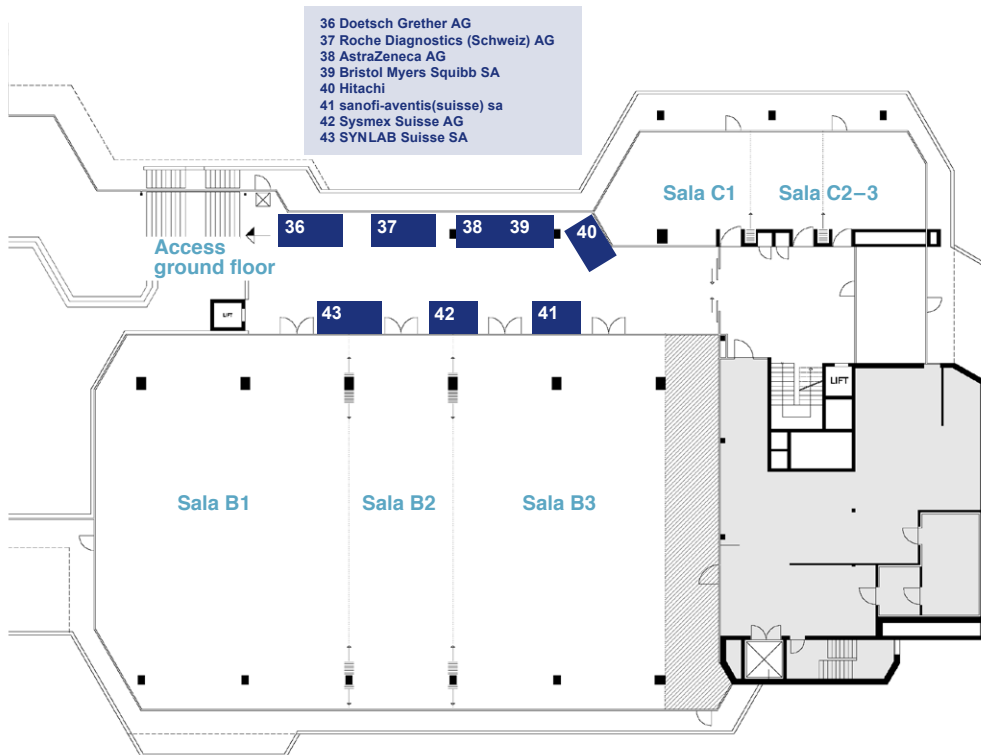 36 Doetsch Grether AG
37 Roche Diagnostics (Schweiz) AG
38 AstraZeneca AG
39 Bristol Myers Squibb SA
40 Hitachi
41 sanofi-aventis(suisse) sa
42 Sysmex Suisse AG
43 SYNLAB Suisse SA
Sala C1
Sala C2–3
36
37
38
39
40
Access
ground floor
LIFT
43
42
41
LIFT
Sala B1
Sala B2
Sala B3